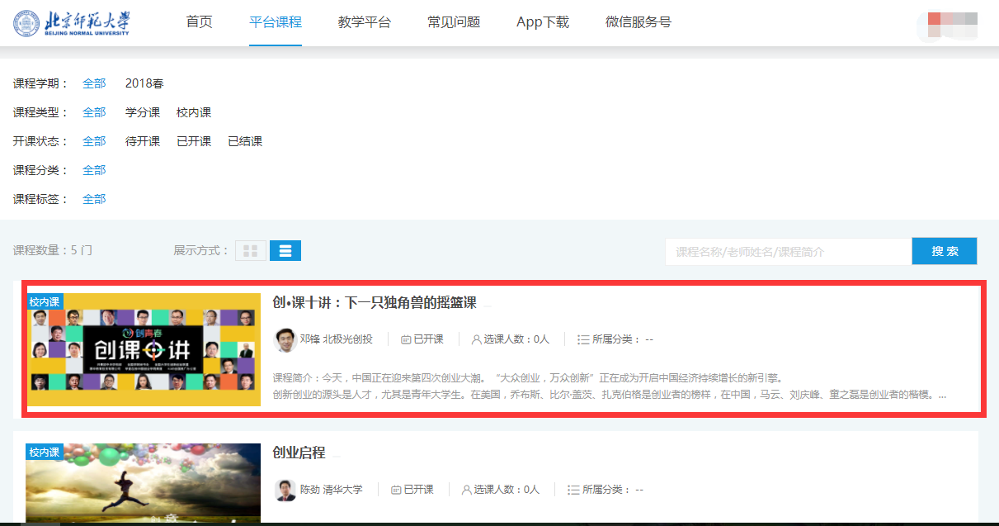 北京师范大学
BEIJING NORMAL UNIVERSITY
首页 平台课程 教学平台 常见问题 App下载 微信服务号
课程学期： 全部 2018春
课程类型： 全部 学分课 校内课
开课状态： 全部 待开课 已开课 已结课
课程分类： 全部
课程标签： 全部
课程数量：5 门 展示方式： 课程名称/老师姓名/课程简介 搜 索
校内课
创青春
创课十讲
创•课十讲：下一只独角兽的摇篮课
邓锋 北极光创投 已开课 选课人数：0人 所属分类： --
课程简介：今天，中国正在迎来第四次创业大潮。 “大众创业，万众创新”正在成为开启中国经济持续增长的新引擎。
创新创业的源头是人才，尤其是青年大学生。在美国，乔布斯、比尔·盖茨、扎克伯格是创业者的榜样，在中国，马云、刘庆峰、童之磊是创业者的楷模。...
校内课
创业启程
陈劲 清华大学 已开课 选课人数：0人 所属分类： --